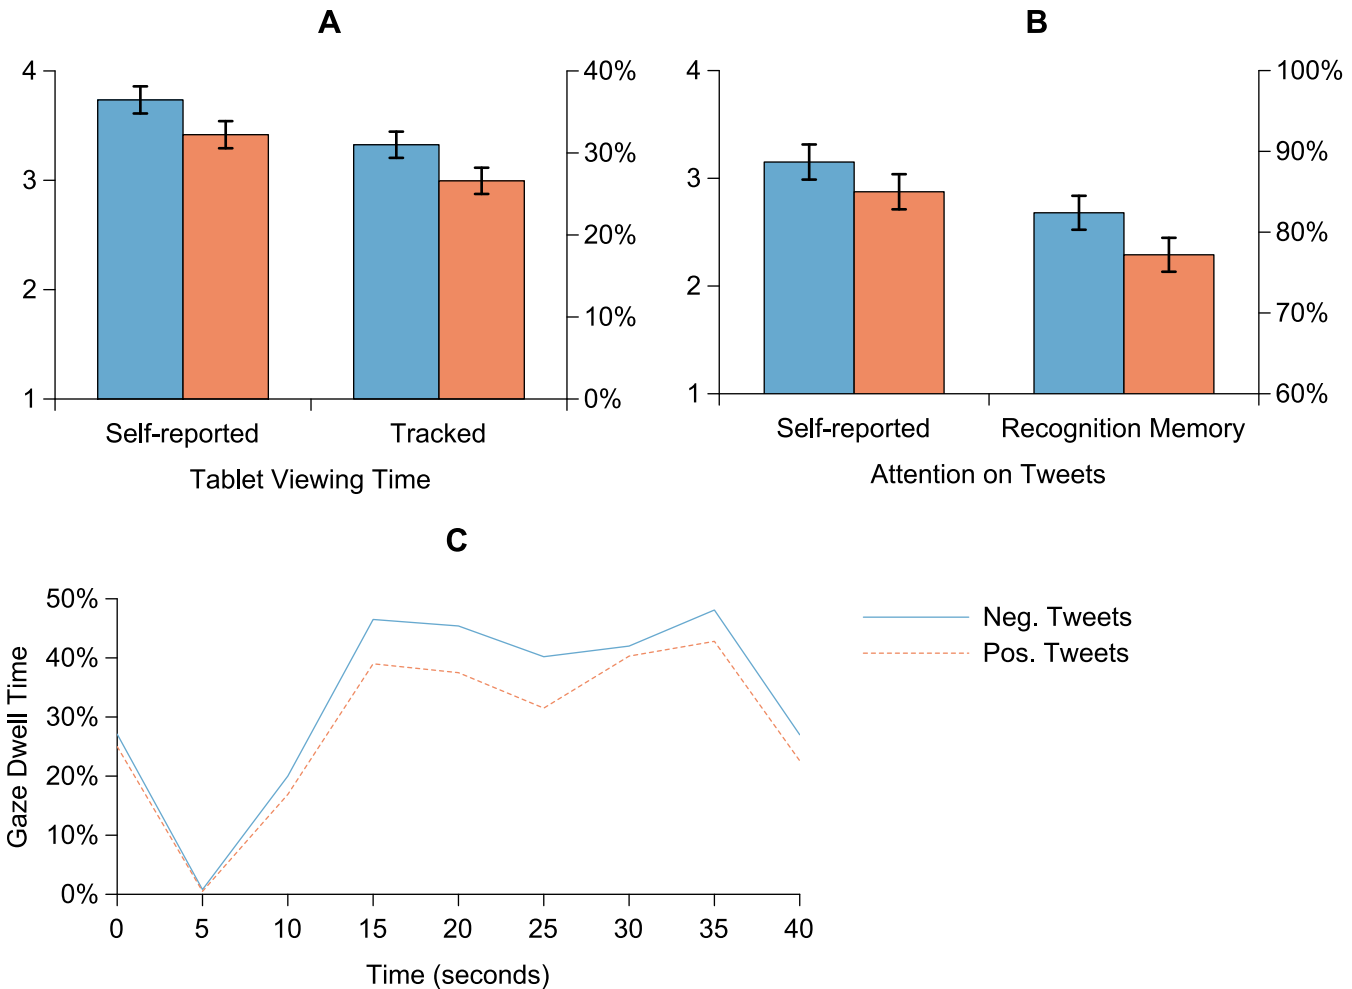 A
4
3
2
1
40%
30%
20%
10%
0%
Self-reported
Tracked
Tablet Viewing Time
B
4
3
2
1
100%
90%
80%
70%
60%
Self-reported
Recognition Memory
Attention on Tweets
C
Gaze Dwell Time
50%
40%
30%
20%
10%
0%
0 5 10 15 20 25 30 35 40
Time (seconds)
Neg. Tweets
Pos. Tweets